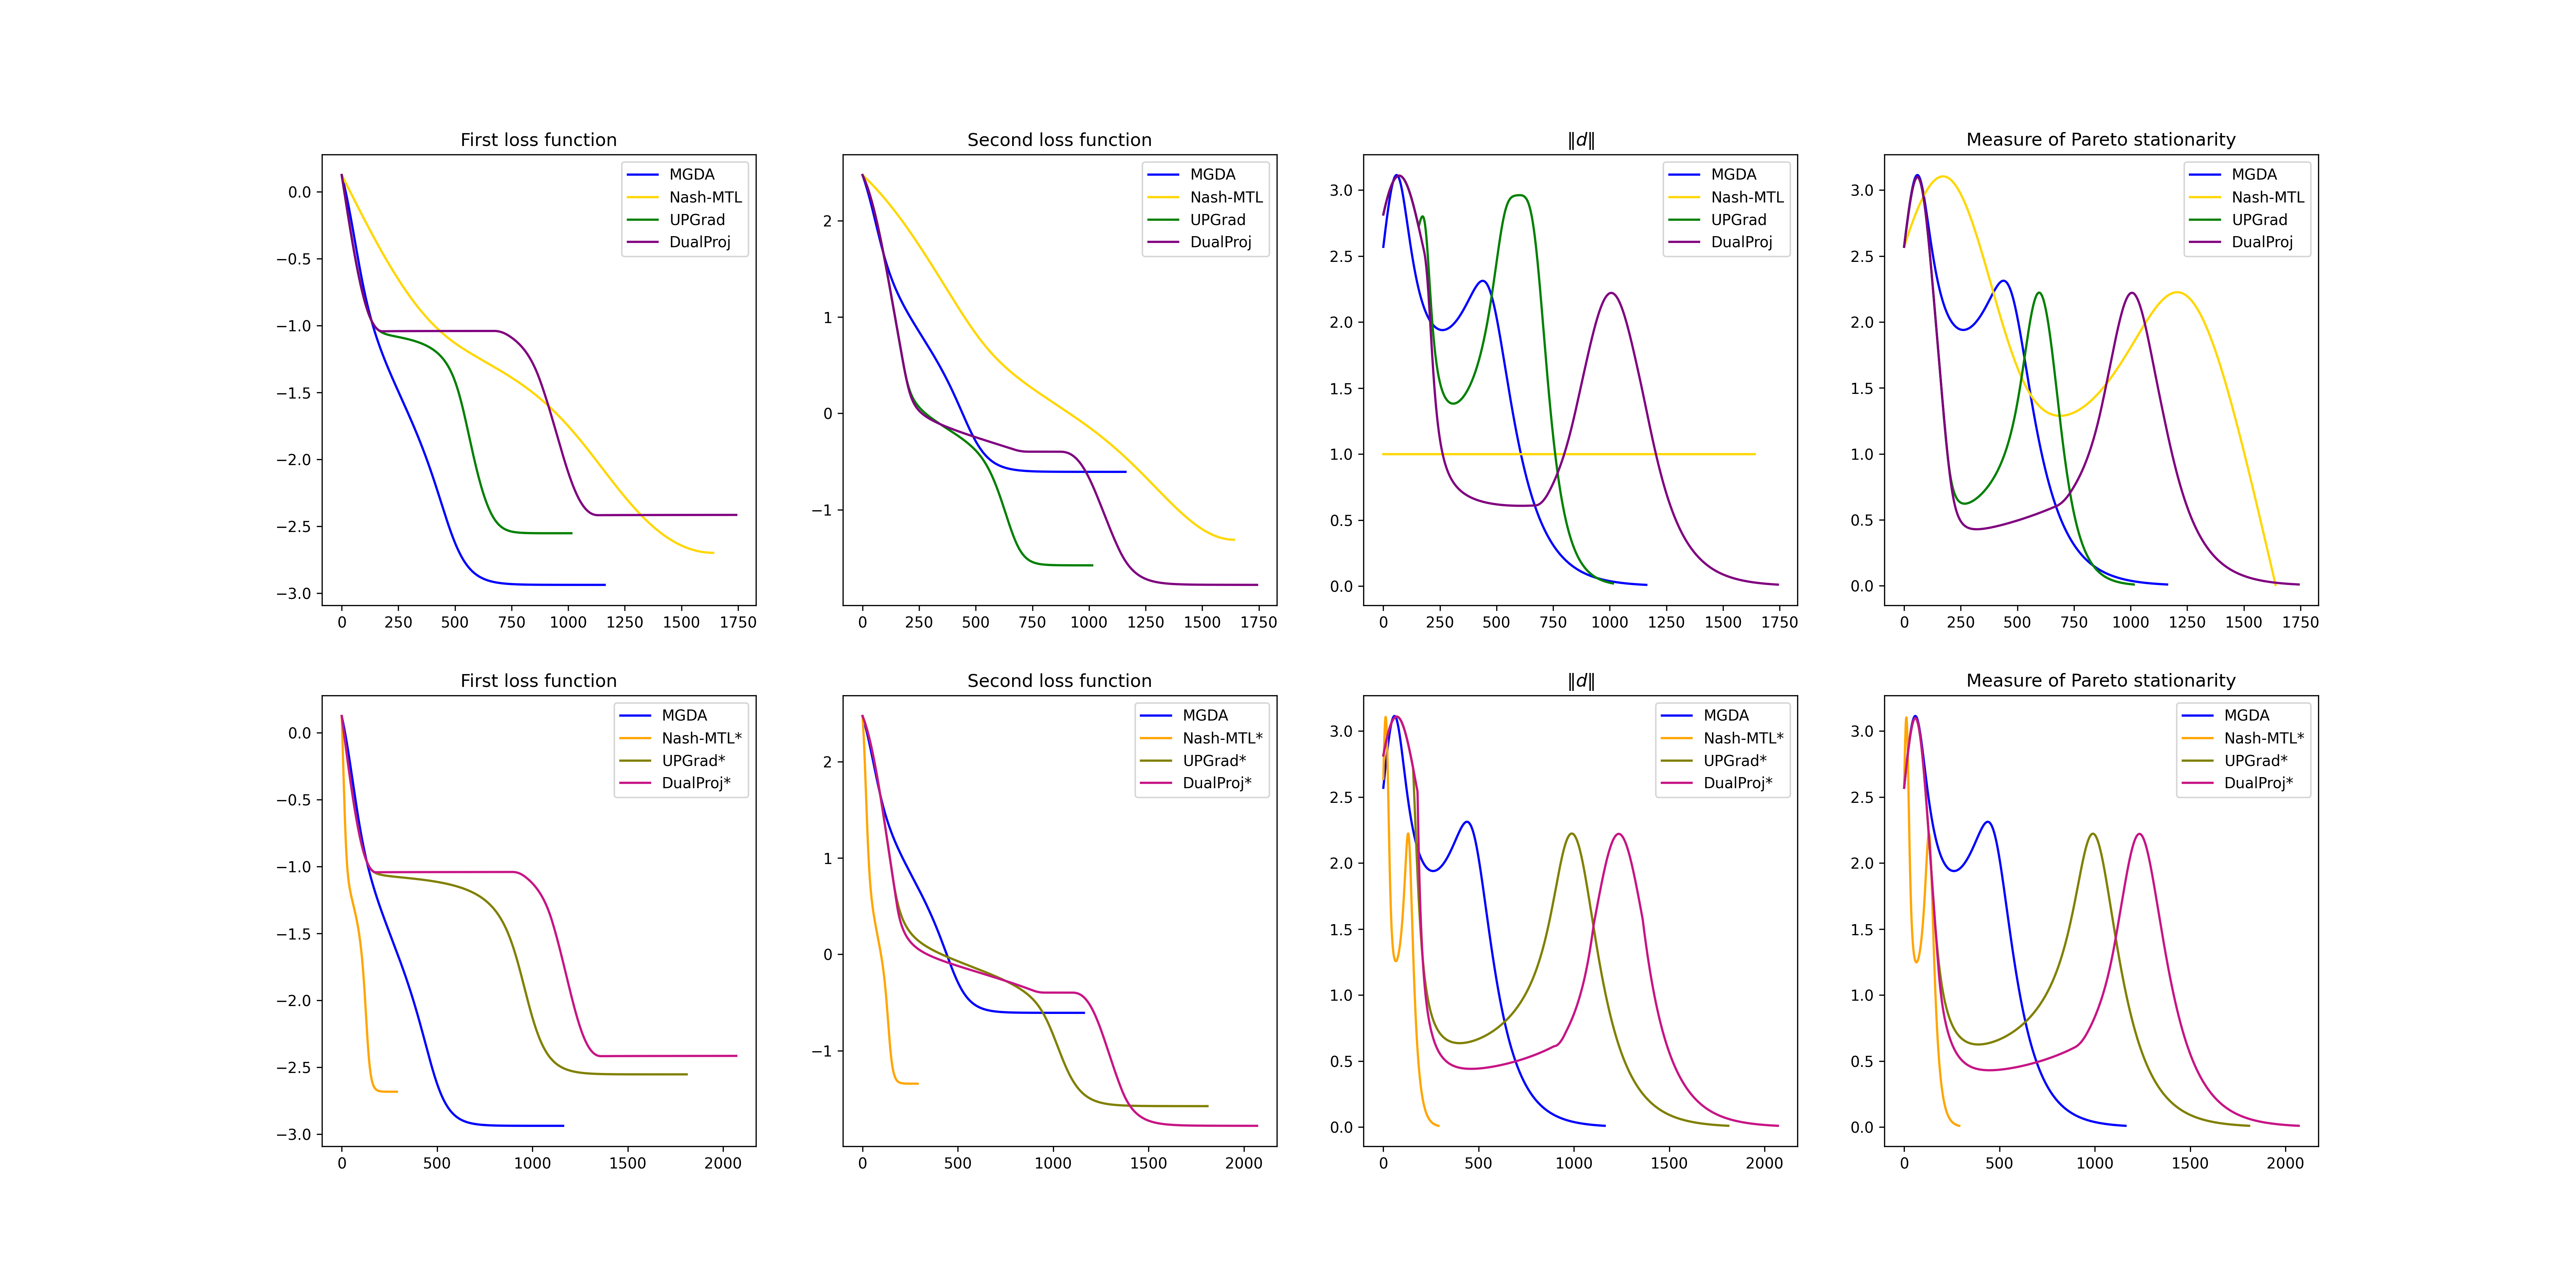 First loss function
MGDA
Nash-MTL
UPGrad
DualProj
0.0
−0.5
−1.0
−1.5
−2.0
−2.5
−3.0
0 250 500 750 1000 1250 1500 1750
Second loss function
MGDA
Nash-MTL
UPGrad
DualProj
2
1
0
−1
0 250 500 750 1000 1250 1500 1750
‖d‖
MGDA
Nash-MTL
UPGrad
DualProj
3.0
2.5
2.0
1.5
1.0
0.5
0.0
0 250 500 750 1000 1250 1500 1750
Measure of Pareto stationarity
MGDA
Nash-MTL
UPGrad
DualProj
3.0
2.5
2.0
1.5
1.0
0.5
0.0
0 250 500 750 1000 1250 1500 1750
First loss function
MGDA
Nash-MTL*
UPGrad*
DualProj*
0.0
−0.5
−1.0
−1.5
−2.0
−2.5
−3.0
0 500 1000 1500 2000
Second loss function
MGDA
Nash-MTL*
UPGrad*
DualProj*
2
1
0
−1
0 500 1000 1500 2000
‖d‖
MGDA
Nash-MTL*
UPGrad*
DualProj*
3.0
2.5
2.0
1.5
1.0
0.5
0.0
0 500 1000 1500 2000
Measure of Pareto stationarity
MGDA
Nash-MTL*
UPGrad*
DualProj*
3.0
2.5
2.0
1.5
1.0
0.5
0.0
0 500 1000 1500 2000